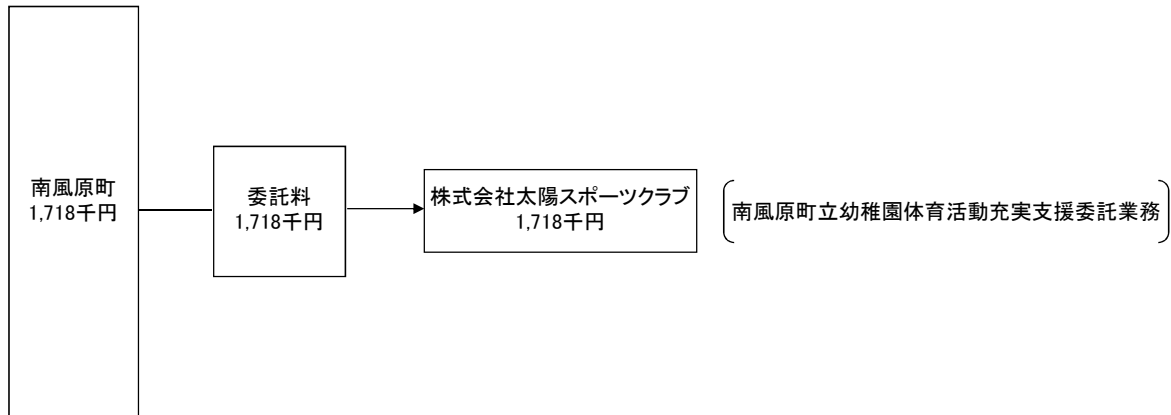 南風原町
1,718千円
委託料
1,718千円
株式会社太陽スポーツクラブ
1,718千円
南風原町立幼稚園体育活動充実支援委託業務